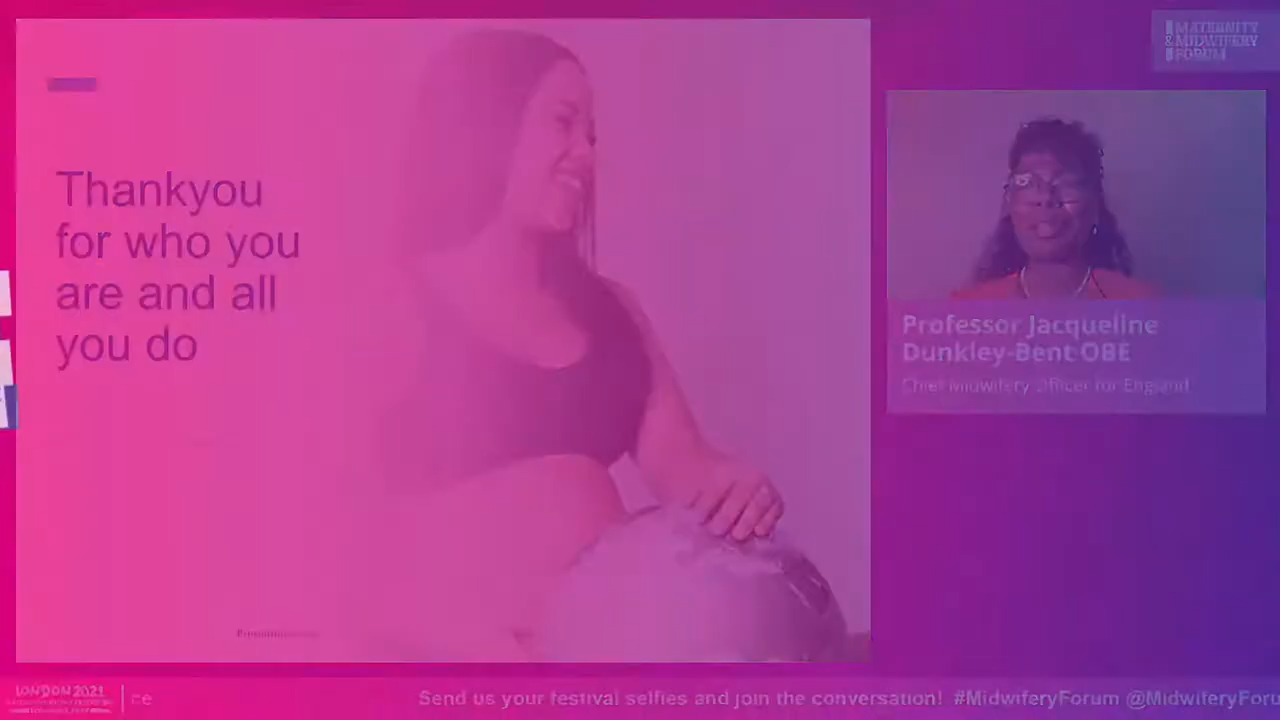 MATERNITY
& MIDWIFERY
FORUM
Thankyou
for who you
are and all
you do
Professor Jacqueline
Dunkley-Bent OBE
Chief Midwifery Officer for England
LONDON 2021
ce
Send us your festival selfies and join the conversation! #MidwiferyForum @MidwiferyForu